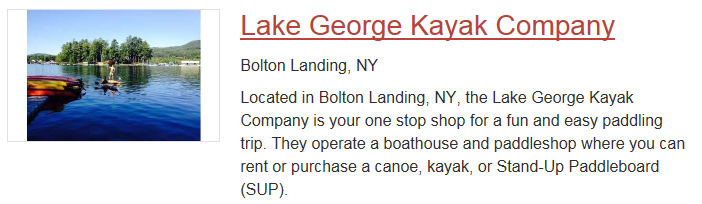 Lake George Kayak Company
Bolton Landing, NY
Located in Bolton Landing, NY, the Lake George Kayak
Company is your one stop shop for a fun and easy paddling
trip. They operate a boathouse and paddleshop where you can
rent or purchase a canoe, kayak, or Stand-Up Paddleboard
(SUP).